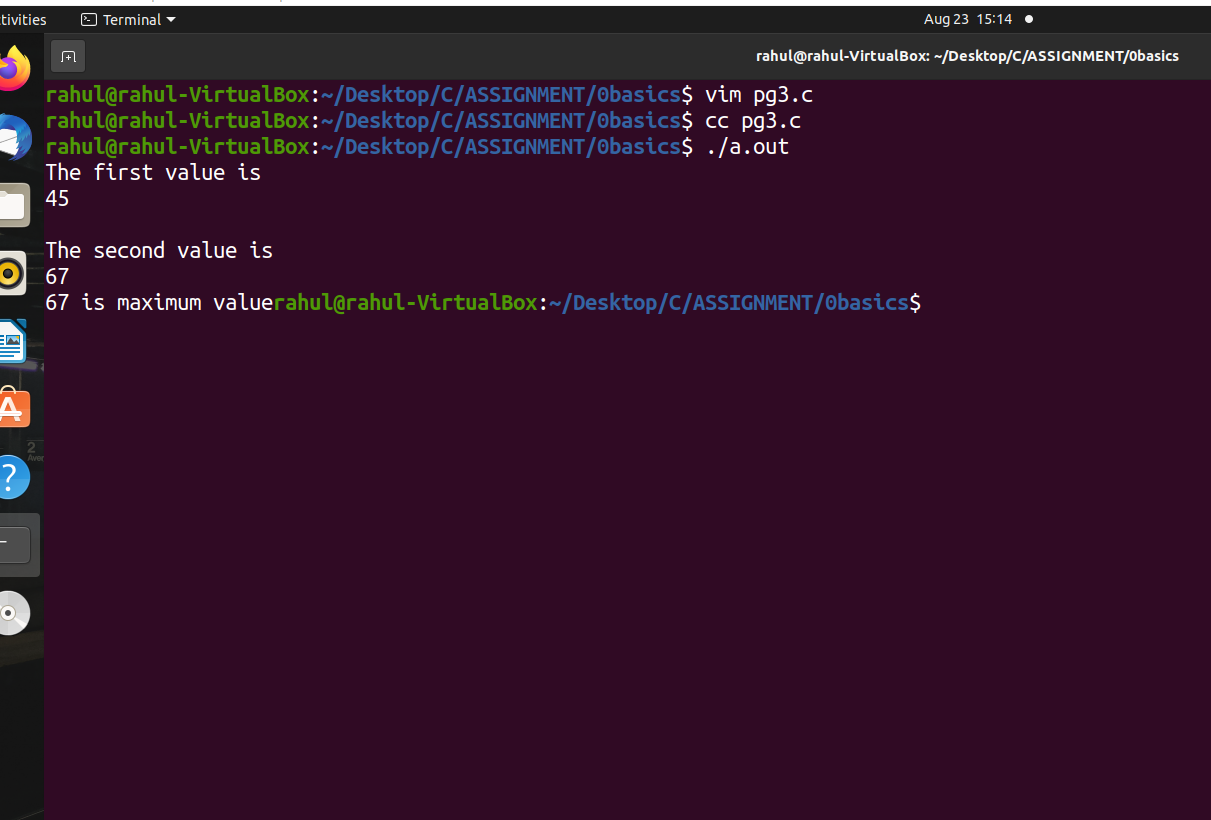 tivities
Terminal
Aug 23 15:14
rahul@rahul-VirtualBox: ~/Desktop/C/ASSIGNMENT/0basics
rahul@rahul-VirtualBox:~/Desktop/C/ASSIGNMENT/0basics$ vim pg3.c
rahul@rahul-VirtualBox:~/Desktop/C/ASSIGNMENT/0basics$ cc pg3.c
rahul@rahul-VirtualBox:~/Desktop/C/ASSIGNMENT/0basics$ ./a.out
The first value is
45
The second value is
67
67 is maximum valuerahul@rahul-VirtualBox:~/Desktop/C/ASSIGNMENT/0basics$
2